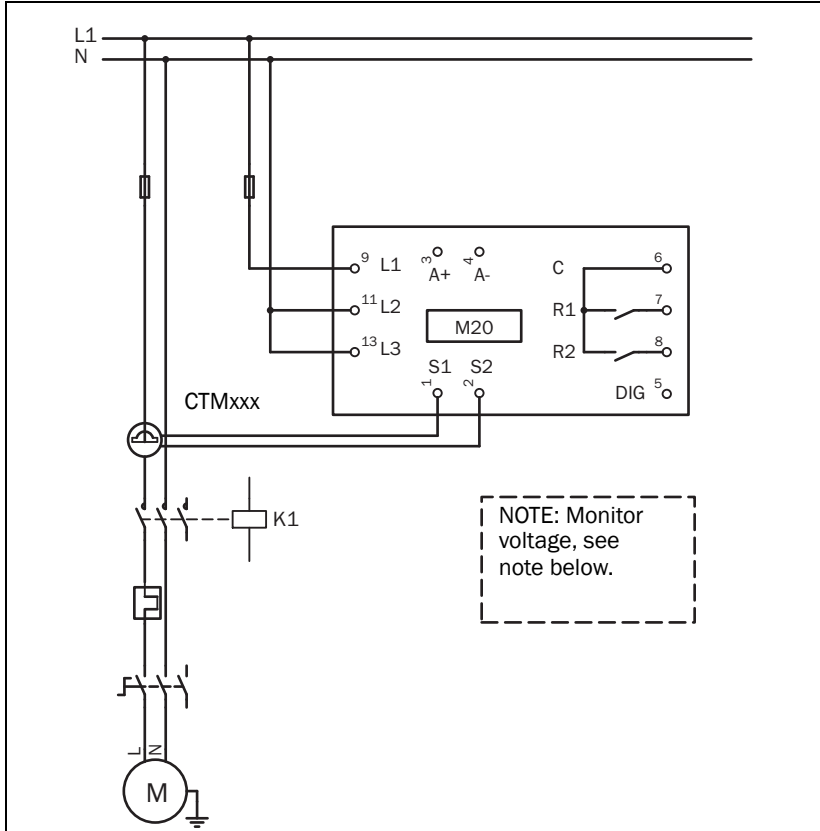 L1
N
9 L1
3 A+
4 A-
C 6
11 L2
R1 7
M20
13 L3
R2 8
S1 S2
1 2
DIG 5
CTMxxx
K1
NOTE: Monitor
voltage, see
note below.
L N
M